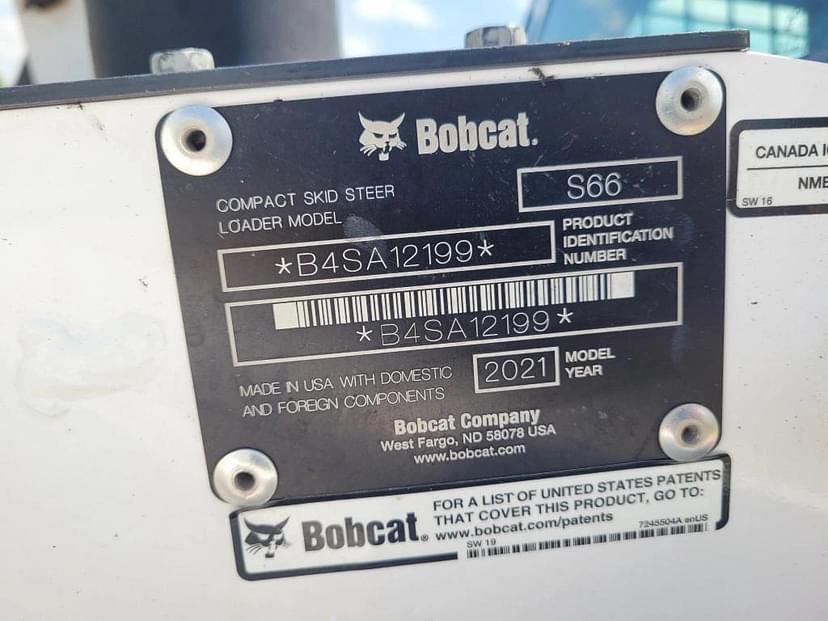 Bobcat.
COMPACT SKID STEER
LOADER MODEL
S66
*B4SA12199*
PRODUCT
IDENTIFICATION
NUMBER
*B4SA12199*
MADE IN USA WITH DOMESTIC
AND FOREIGN COMPONENTS
2021
MODEL
YEAR
Bobcat Company
West Fargo, ND 58078 USA
www.bobcat.com
CANADA
SW 16
Bobcat®
FOR A LIST OF UNITED STATES PATENTS
THAT COVER THIS PRODUCT, GO TO:
www.bobcat.com/patents
7245504A enUS
SW 19